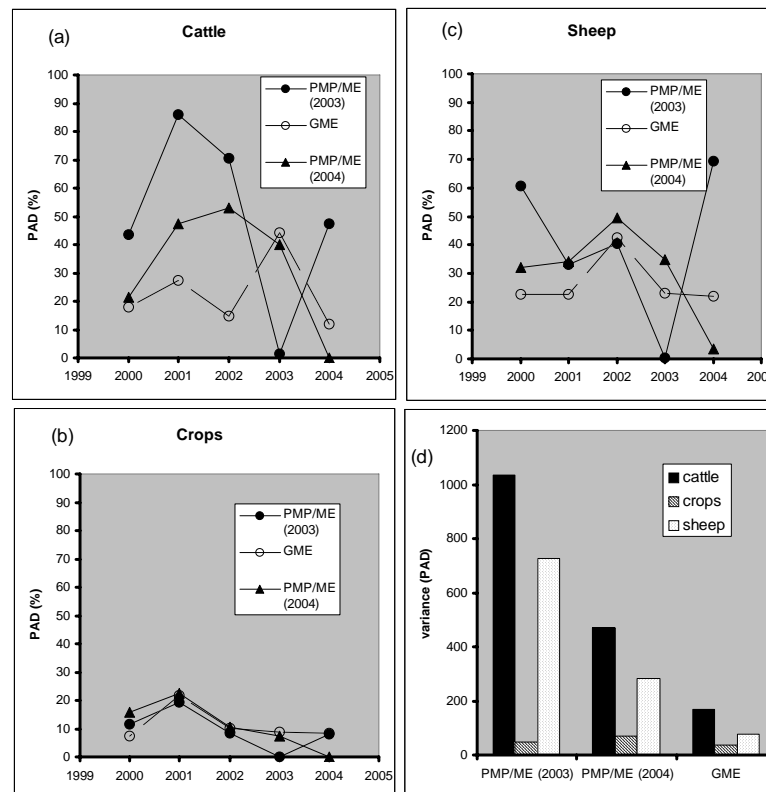 (a)
Cattle
PAD (%)
100
90
80
70
60
50
40
30
20
10
0
1999 2000 2001 2002 2003 2004 2005
PMP/ME
(2003)
GME
PMP/ME
(2004)
(c)
Sheep
PAD (%)
100
90
80
70
60
50
40
30
20
10
0
1999 2000 2001 2002 2003 2004 200
PMP/ME
(2003)
GME
PMP/ME
(2004)
(b)
Crops
PAD (%)
100
90
80
70
60
50
40
30
20
10
0
1999 2000 2001 2002 2003 2004 2005
PMP/ME
(2003)
GME
PMP/ME
(2004)
(d)
variance (PAD)
1200
1000
800
600
400
200
0
PMP/ME (2003) PMP/ME (2004) GME
cattle
crops
sheep